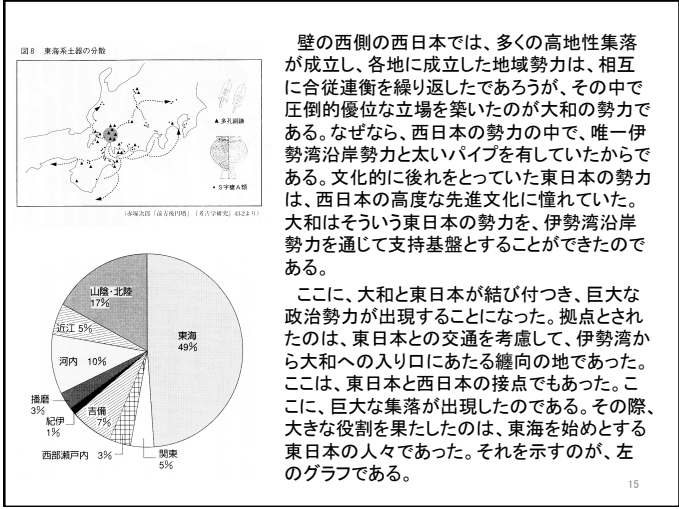 図8 東海系土器の分散
▲ 多孔銅鏃
• S字甕A類
(赤塚次郎「前方後円墳」『考古学研究』43-2より)
東海
49%
関東
5%
西部瀬戸内 3%
吉備
7%
紀伊
1%
播磨
3%
河内 10%
近江 5%
山陰・北陸
17%
壁の西側の西日本では、多くの高地性集落
が成立し、各地に成立した地域勢力は、相互
に合従連衡を繰り返したであろうが、その中で
圧倒的優位な立場を築いたのが大和の勢力で
ある。なぜなら、西日本の勢力の中で、唯一伊
勢湾沿岸勢力と太いパイプを有していたからで
ある。文化的に後れをとっていた東日本の勢力
は、西日本の高度な先進文化に憧れていた。
大和はそういう東日本の勢力を、伊勢湾沿岸
勢力を通じて支持基盤とすることができたので
ある。
ここに、大和と東日本が結び付つき、巨大な
政治勢力が出現することになった。拠点とされ
たのは、東日本との交通を考慮して、伊勢湾か
ら大和への入り口にあたる纏向の地であった。
ここは、東日本と西日本の接点でもあった。こ
こに、巨大な集落が出現したのである。その際、
大きな役割を果たしたのは、東海を始めとする
東日本の人々であった。それを示すのが、左
のグラフである。
15